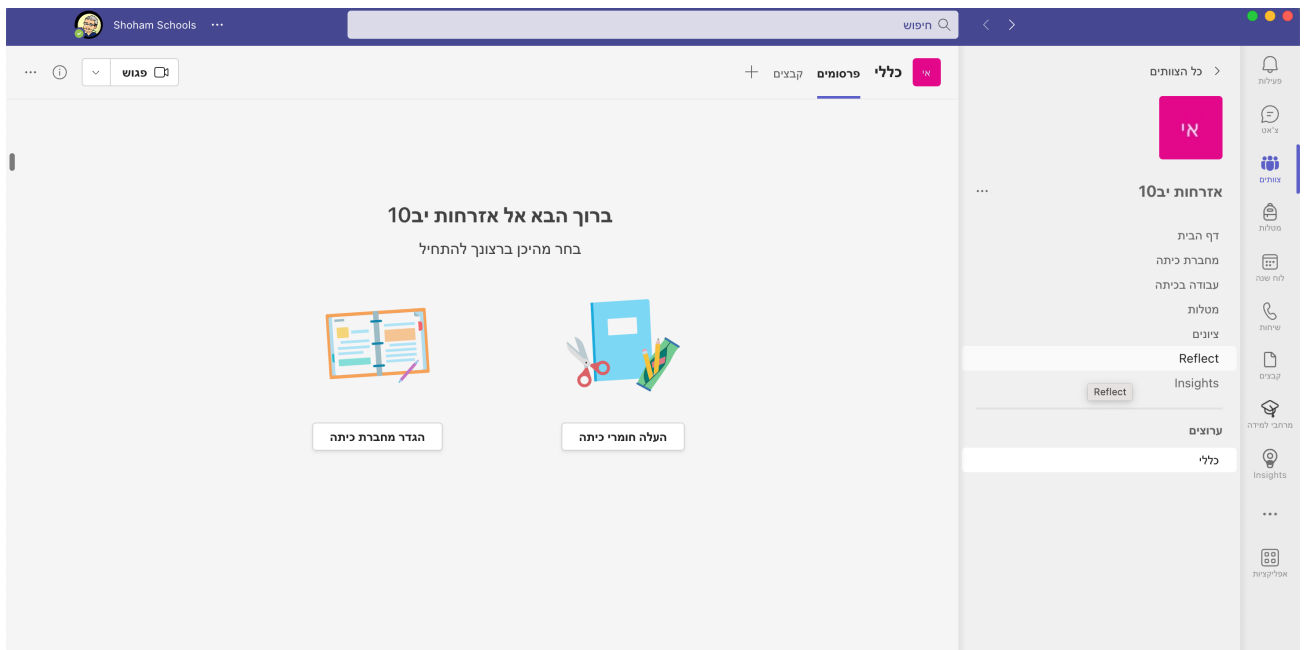 Shoham Schools
חיפוש
פעילות
צ'אט
צוותים
מטלות
לוח שנה
שיחות
קבצים
מרחבי למידה
Insights
אפליקציות
כל הצוותים
אי
אזרחות יב10
דף הבית
מחברת כיתה
עבודה בכיתה
מטלות
ציונים
Reflect
Insights
Reflect
ערוצים
כללי
אי כללי פרסומים קבצים
פגוש
ברוך הבא אל אזרחות יב10
בחר מהיכן ברצונך להתחיל
העלה חומרי כיתה
הגדר מחברת כיתה